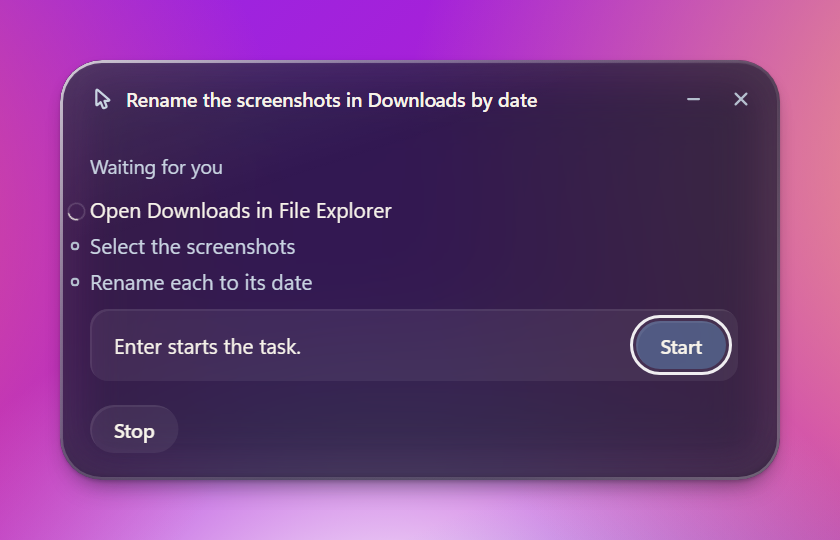 Rename the screenshots in Downloads by date
Waiting for you
Open Downloads in File Explorer
Select the screenshots
Rename each to its date
Enter starts the task.
Start
Stop